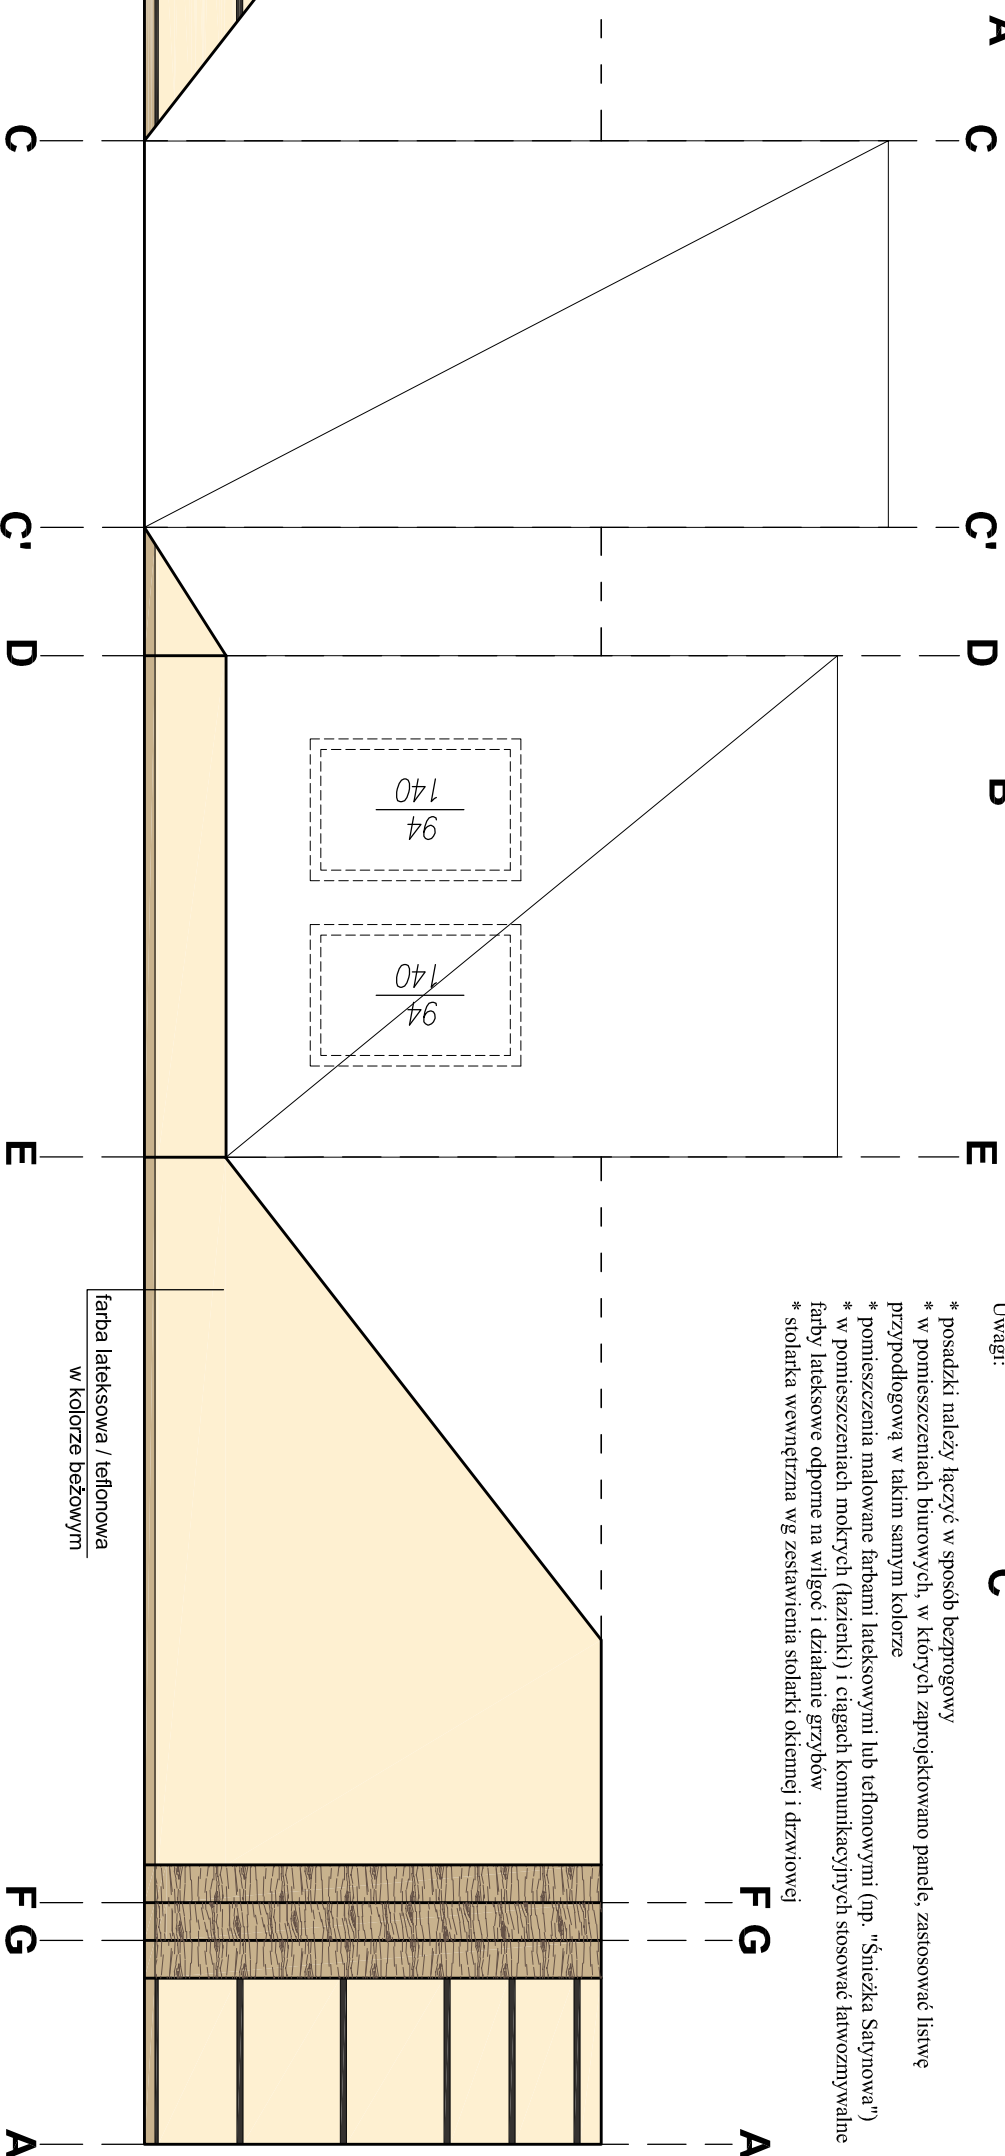 A
C
C'
D
B
E
C
Uwagi:
* posadzki należy łączyć w sposób bezprogowy
* w pomieszczeniach biurowych, w których zaprojektowano panele, zastosować listwę
przypodłogową w takim samym kolorze
* pomieszczenia malowane farbami lateksowymi lub teflonowymi (np. "Śnieżka Satynowa")
* w pomieszczeniach mokrych (łazienki) i ciągach komunikacyjnych stosować łatwozmywalne
farby lateksowe odporne na wilgoć i działanie grzybów
* stolarka wewnętrzna wg zestawienia stolarki okiennej i drzwiowej
F
G
A
94
140
94
140
farba lateksowa / teflonowa
w kolorze beżowym
C
C'
D
E
F
G
A